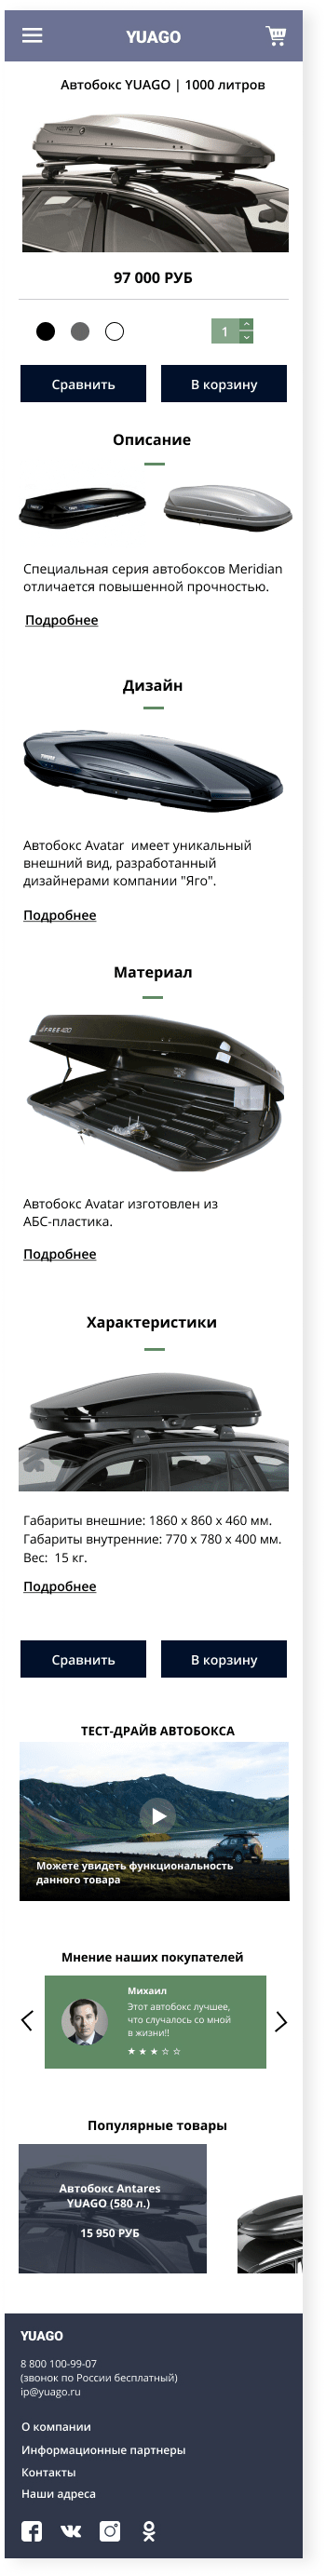 YUAGO
Автобокс YUAGO | 1000 литров
97 000 РУБ
1
Сравнить
В корзину
Описание
Специальная серия автобоксов Meridian
отличается повышенной прочностью.
Подробнее
Дизайн
Автобокс Avatar имеет уникальный
внешний вид, разработанный
дизайнерами компании "Яго".
Подробнее
Материал
Автобокс Avatar изготовлен из
АБС-пластика.
Подробнее
Характеристики
Габариты внешние: 1860 х 860 х 460 мм.
Габариты внутренние: 770 х 780 х 400 мм.
Вес: 15 кг.
Подробнее
Сравнить
В корзину
ТЕСТ-ДРАЙВ АВТОБОКСА
Можете увидеть функциональность
данного товара
Мнение наших покупателей
Михаил
Этот автобокс лучшее,
что случалось со мной
в жизни!!
Популярные товары
Автобокс Antares
YUAGO (580 л.)
15 950 РУБ
YUAGO
8 800 100-99-07
(звонок по России бесплатный)
ip@yuago.ru
О компании
Информационные партнеры
Контакты
Наши адреса